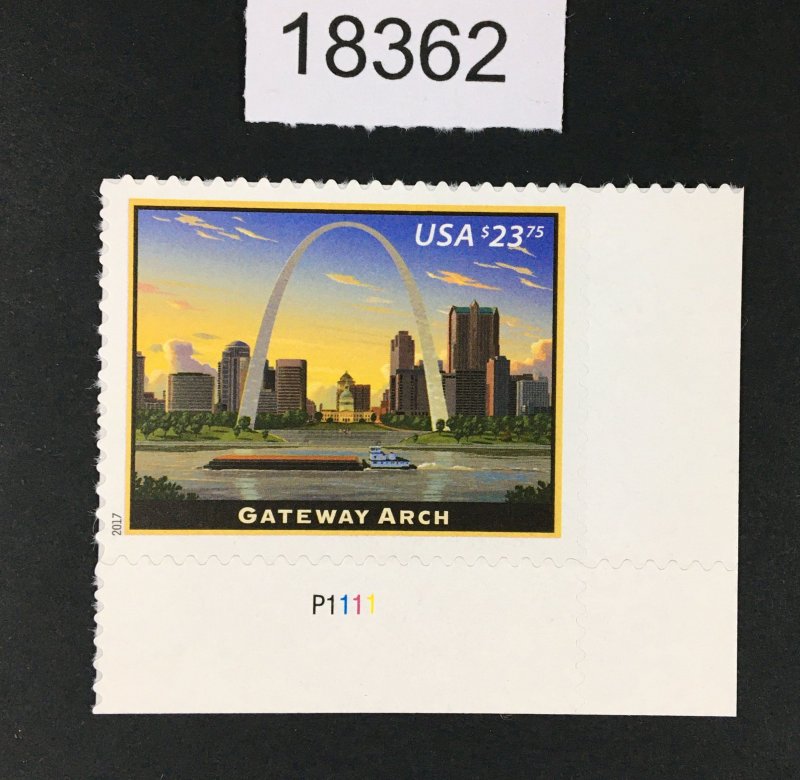 18362
USA $23.75
GATEWAY ARCH
2017
P1111